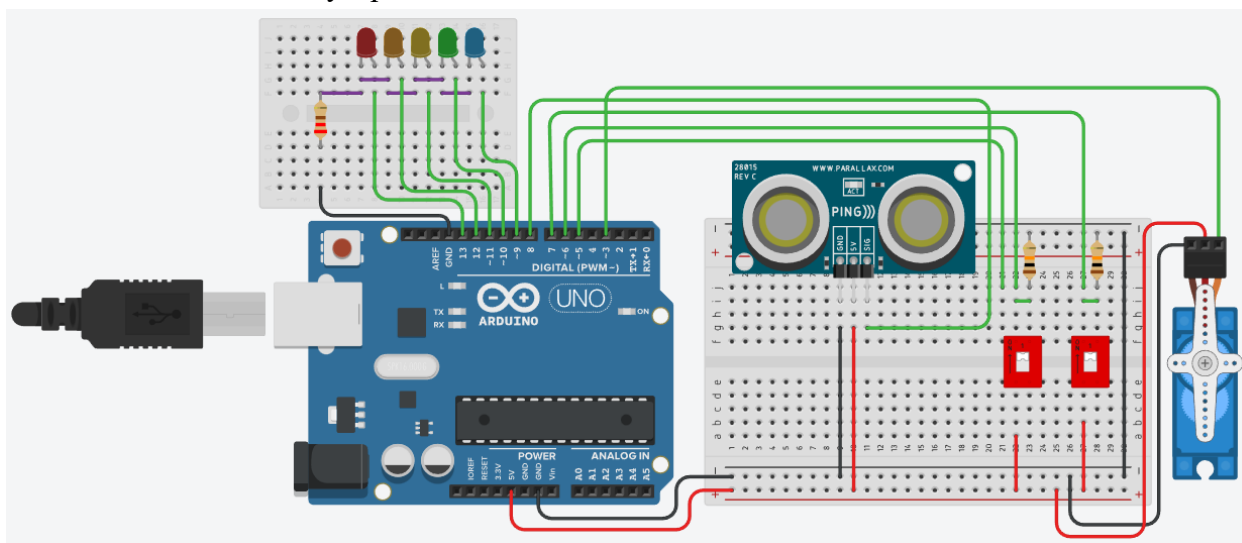 28015
REV C
WWW.PARALLAX.COM
ACT
PING)))
GND
5V
SIG
AREF
GND
13
12
~11
~10
~9
8
7
~6
~5
4
~3
2
TX→1
RX←0
DIGITAL (PWM~)
L
TX
RX
ARDUINO
UNO
ON
POWER
ANALOG IN
IOREF
RESET
3.3V
5V
GND
GND
Vin
A0
A1
A2
A3
A4
A5
j
i
h
g
f
e
d
c
b
a